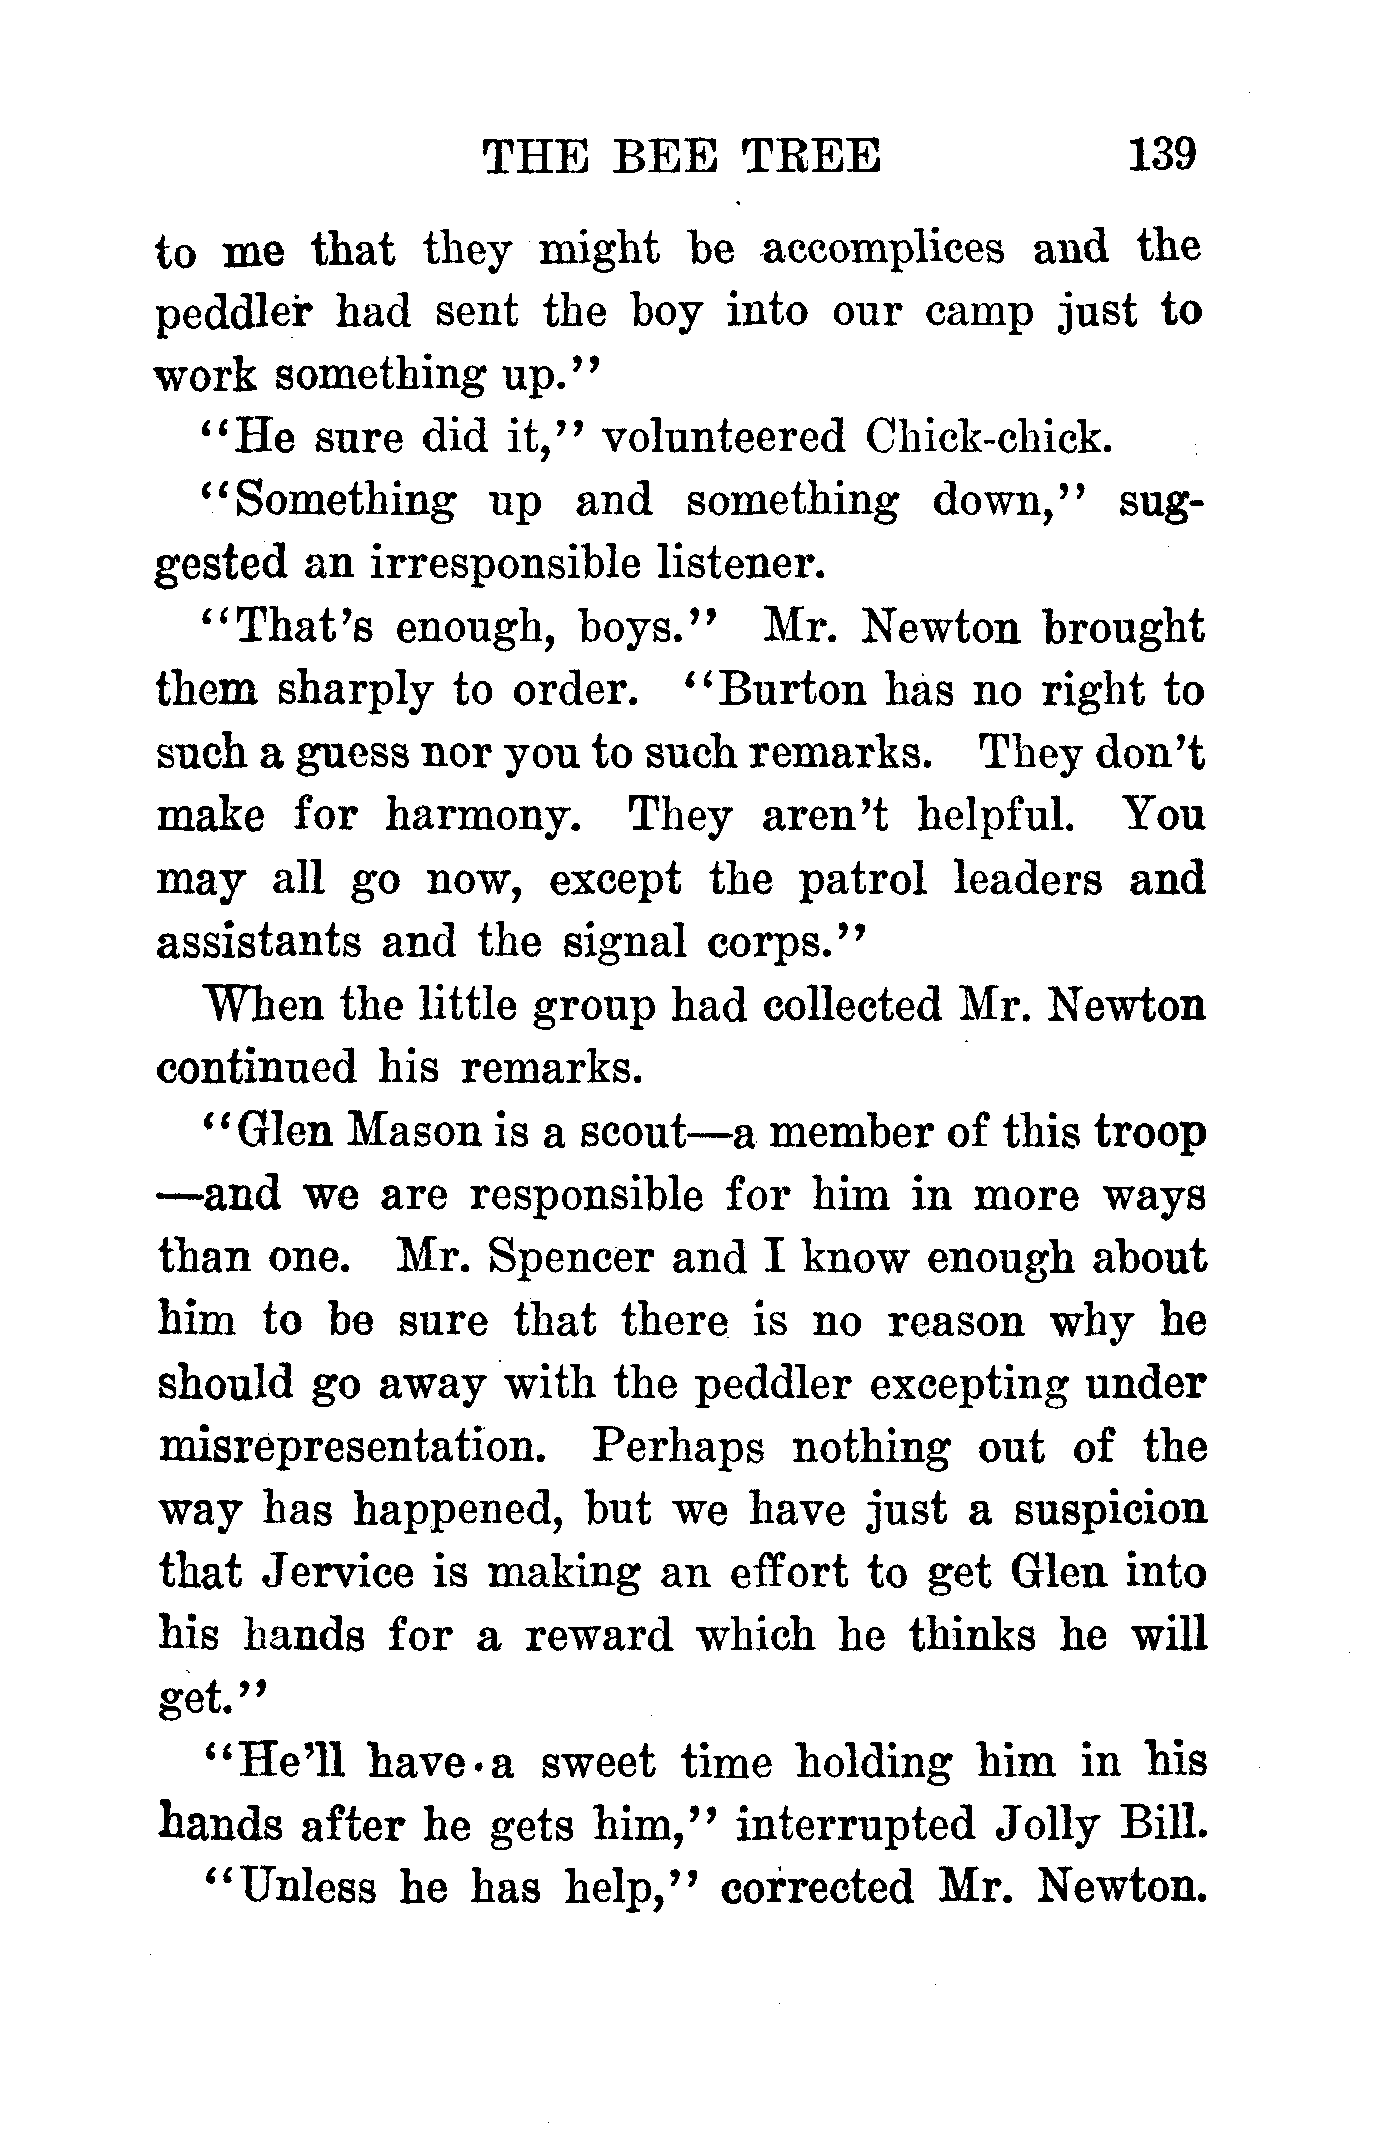 THE BEE TREE 139
to me that they might be accomplices and the
peddler had sent the boy into our camp just to
work something up."
"He sure did it," volunteered Chick-chick.
"Something up and something down," sug-
gested an irresponsible listener.
"That's enough, boys." Mr. Newton brought
them sharply to order. "Burton has no right to
such a guess nor you to such remarks. They don't
make for harmony. They aren't helpful. You
may all go now, except the patrol leaders and
assistants and the signal corps."
When the little group had collected Mr. Newton
continued his remarks.
"Glen Mason is a scout—a member of this troop
—and we are responsible for him in more ways
than one. Mr. Spencer and I know enough about
him to be sure that there is no reason why he
should go away with the peddler excepting under
misrepresentation. Perhaps nothing out of the
way has happened, but we have just a suspicion
that Jervice is making an effort to get Glen into
his hands for a reward which he thinks he will
get."
"He'll have a sweet time holding him in his
hands after he gets him," interrupted Jolly Bill.
"Unless he has help," corrected Mr. Newton.